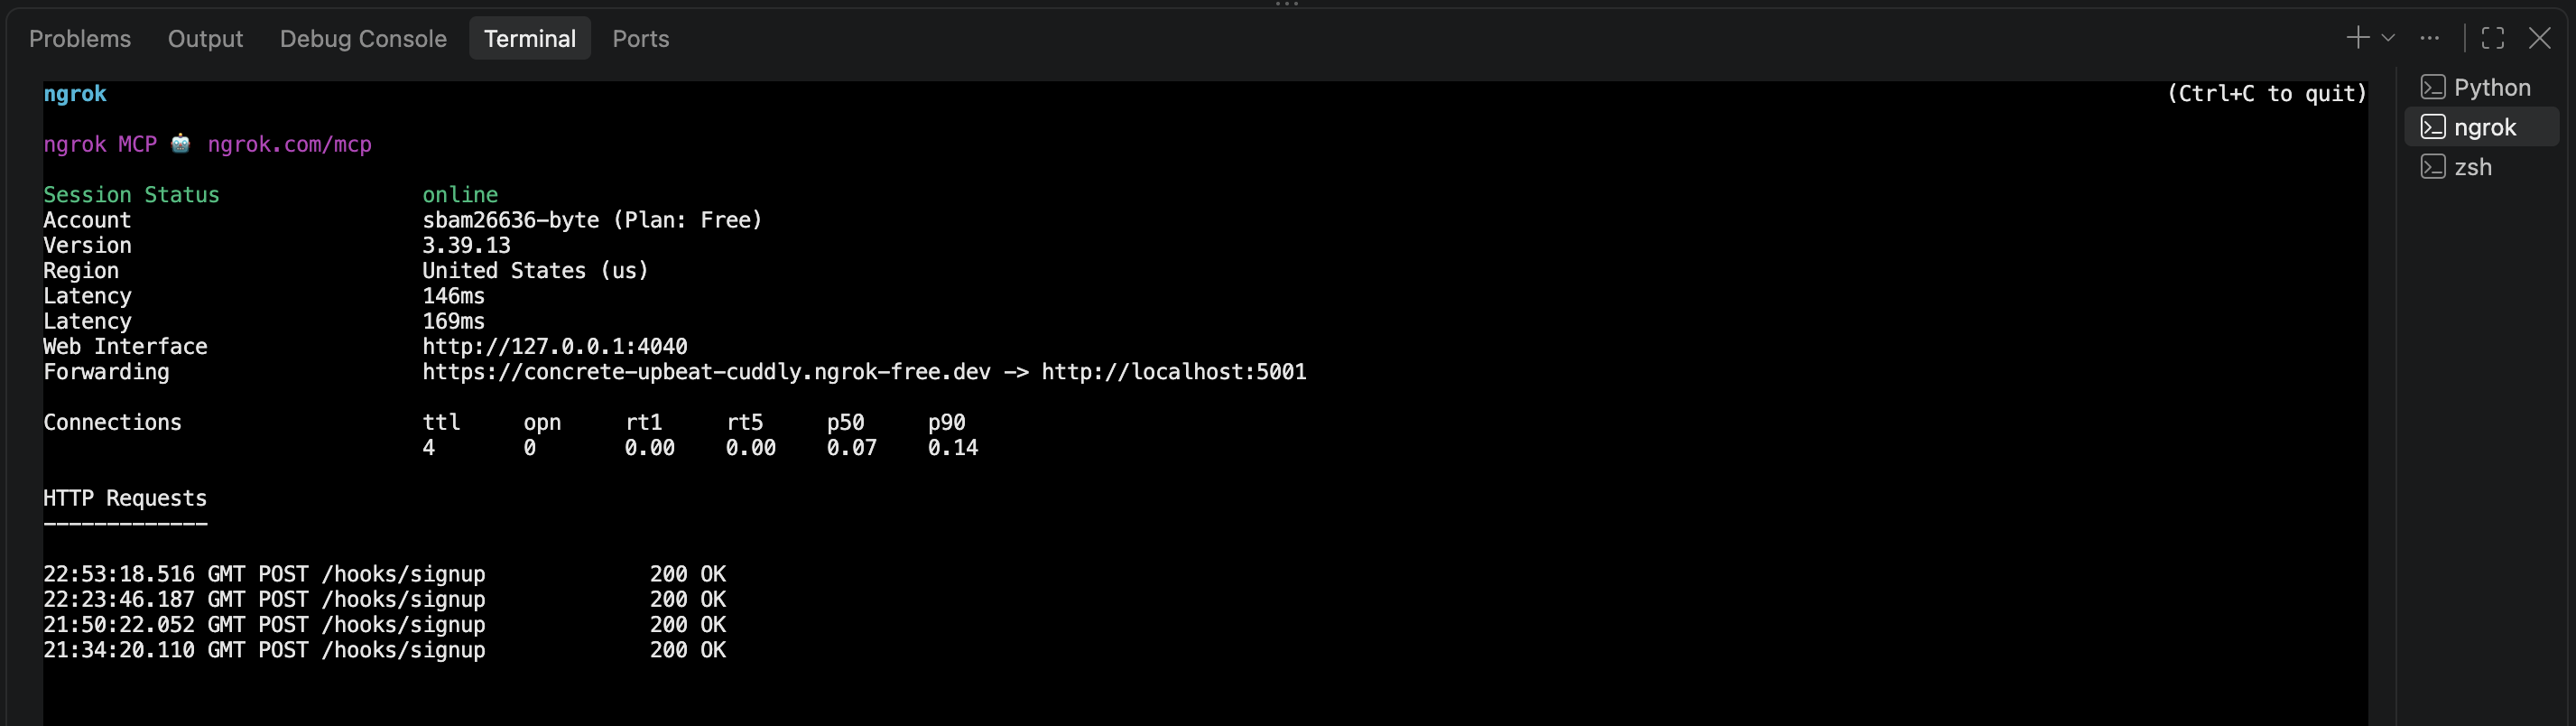 Problems Output Debug Console Terminal Ports
ngrok (Ctrl+C to quit)
ngrok MCP 🤖 ngrok.com/mcp
Session Status online
Account sbam26636-byte (Plan: Free)
Version 3.39.13
Region United States (us)
Latency 146ms
Latency 169ms
Web Interface http://127.0.0.1:4040
Forwarding https://concrete-upbeat-cuddly.ngrok-free.dev -> http://localhost:5001
Connections ttl opn rt1 rt5 p50 p90
4 0 0.00 0.00 0.07 0.14
HTTP Requests
-------------
22:53:18.516 GMT POST /hooks/signup 200 OK
22:23:46.187 GMT POST /hooks/signup 200 OK
21:50:22.052 GMT POST /hooks/signup 200 OK
21:34:20.110 GMT POST /hooks/signup 200 OK
Python
ngrok
zsh